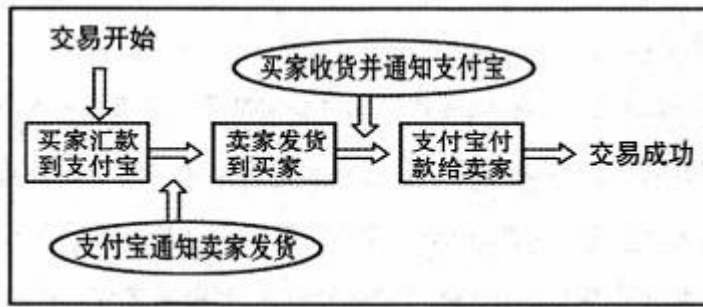 交易开始
买家收货并通知支付宝
买家汇款
到支付宝
卖家发货
到买家
支付宝付
款给卖家
交易成功
支付宝通知卖家发货